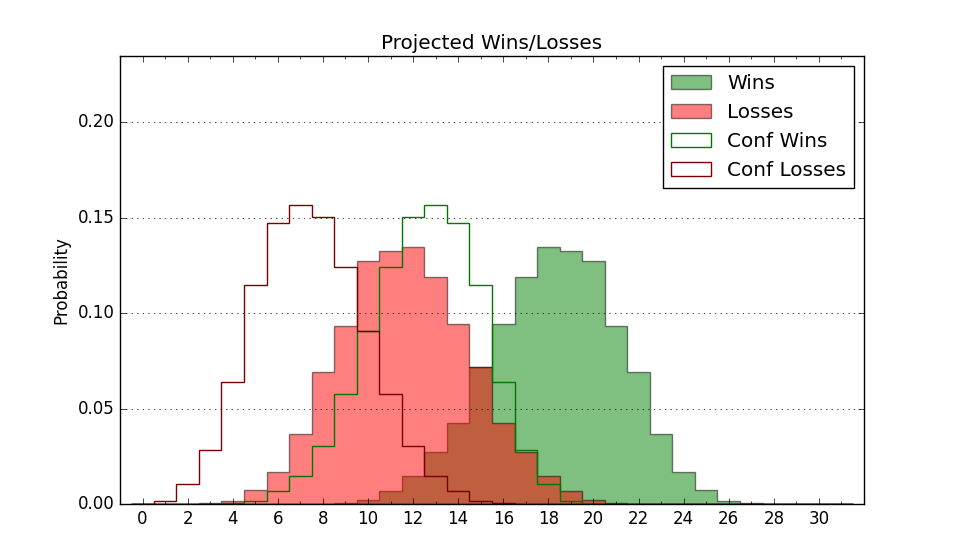 Projected Wins/Losses
Wins
Losses
Conf Wins
Conf Losses
Probability
0.20
0.15
0.10
0.05
0.00
0 2 4 6 8 10 12 14 16 18 20 22 24 26 28 30